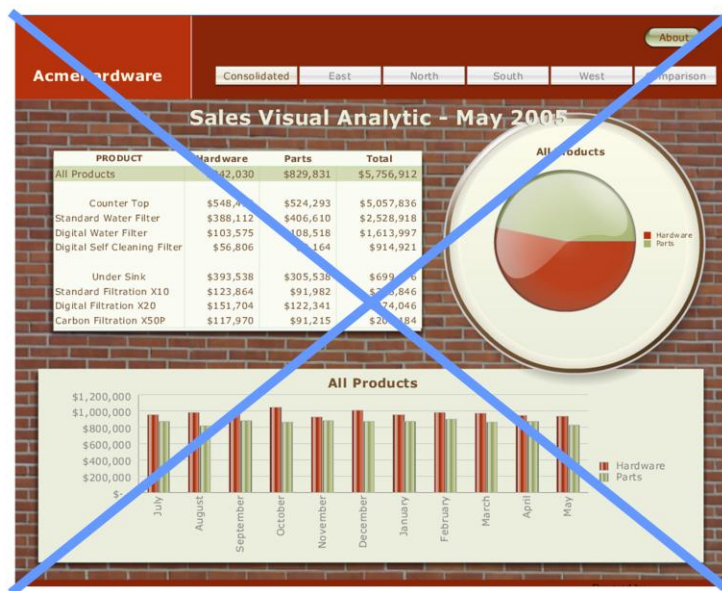 About
Consolidated East North South West
Sales Visual Analytic - May 2005
PRODUCT Hardware Parts Total
All Products $829,831 $5,756,912
Counter Top $524,293 $5,057,836
Standard Water Filter $388,112 $406,610 $2,528,918
Digital Water Filter $103,575 $1,613,997
Digital Self Cleaning Filter $56,806 $914,921
Under Sink $393,538 $305,538
Standard Filtration X10 $123,864 $91,982
Digital Filtration X20 $151,704 $122,341
Carbon Filtration X50P $117,970 $91,215
All Products
Hardware
Parts
All Products
$1,200,000
$1,000,000
$800,000
$600,000
$400,000
$200,000
$-
July August September October November December January February March April May
Hardware
Parts